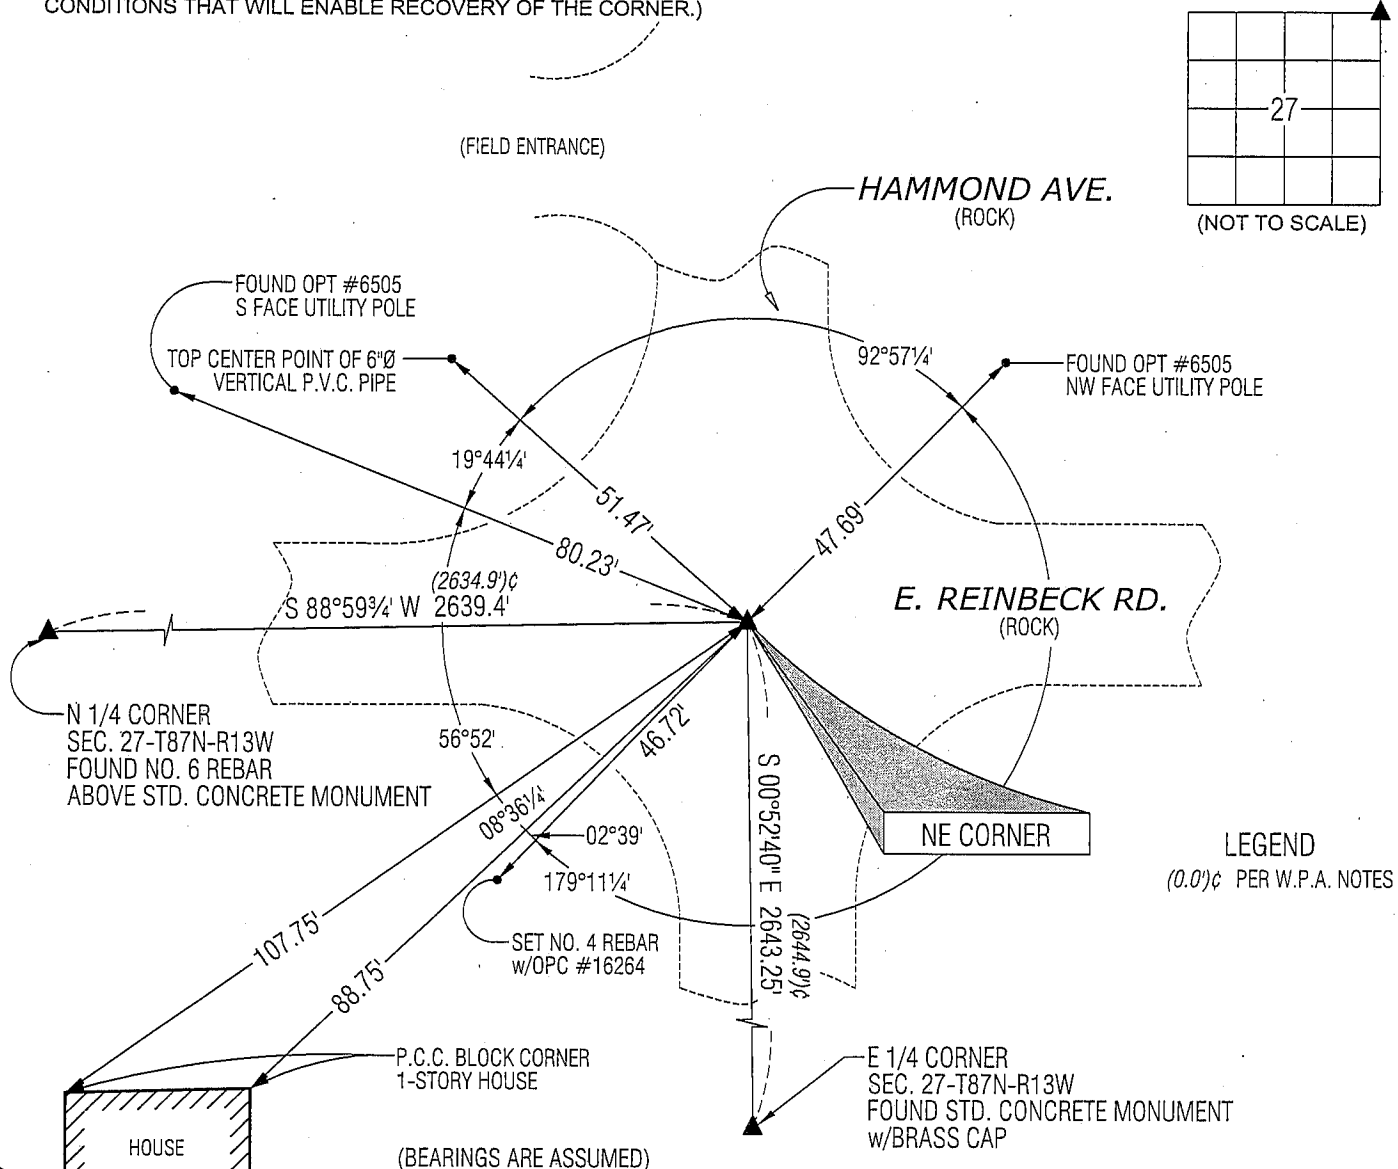 CONDITIONS THAT WILL ENABLE RECOVERY OF THE CORNER.)
27
(NOT TO SCALE)
(FIELD ENTRANCE)
HAMMOND AVE.
(ROCK)
FOUND OPT #6505
S FACE UTILITY POLE
TOP CENTER POINT OF 6"Ø
VERTICAL P.V.C. PIPE
92°57¼'
FOUND OPT #6505
NW FACE UTILITY POLE
19°44¼'
51.47'
47.69'
80.23'
(2634.9')¢
S 88°59¾' W 2639.4'
E. REINBECK RD.
(ROCK)
N 1/4 CORNER
SEC. 27-T87N-R13W
FOUND NO. 6 REBAR
ABOVE STD. CONCRETE MONUMENT
56°52'
46.72'
08°36¼'
02°39'
179°11¼'
S 00°52'40" E 2643.25'
(2644.9')¢
NE CORNER
LEGEND
(0.0')¢ PER W.P.A. NOTES
107.75'
88.75'
SET NO. 4 REBAR
w/OPC #16264
P.C.C. BLOCK CORNER
1-STORY HOUSE
E 1/4 CORNER
SEC. 27-T87N-R13W
FOUND STD. CONCRETE MONUMENT
w/BRASS CAP
HOUSE
(BEARINGS ARE ASSUMED)